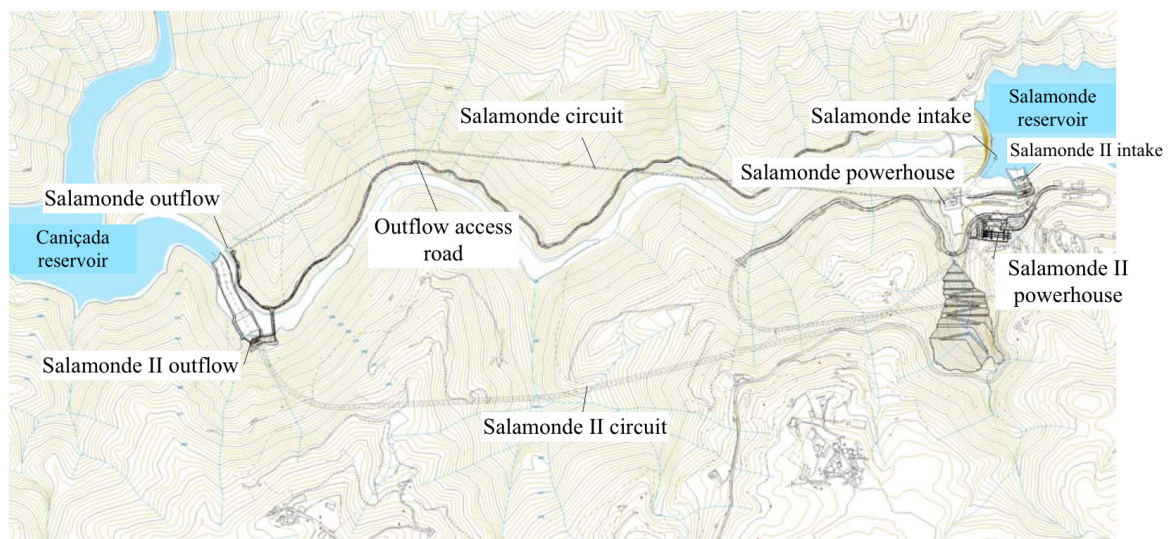 Salamonde circuit
Salamonde intake
Salamonde
reservoir
Salamonde II intake
Salamonde powerhouse
Salamonde outflow
Outflow access
road
Caniçada
reservoir
Salamonde II
powerhouse
Salamonde II outflow
Salamonde II circuit